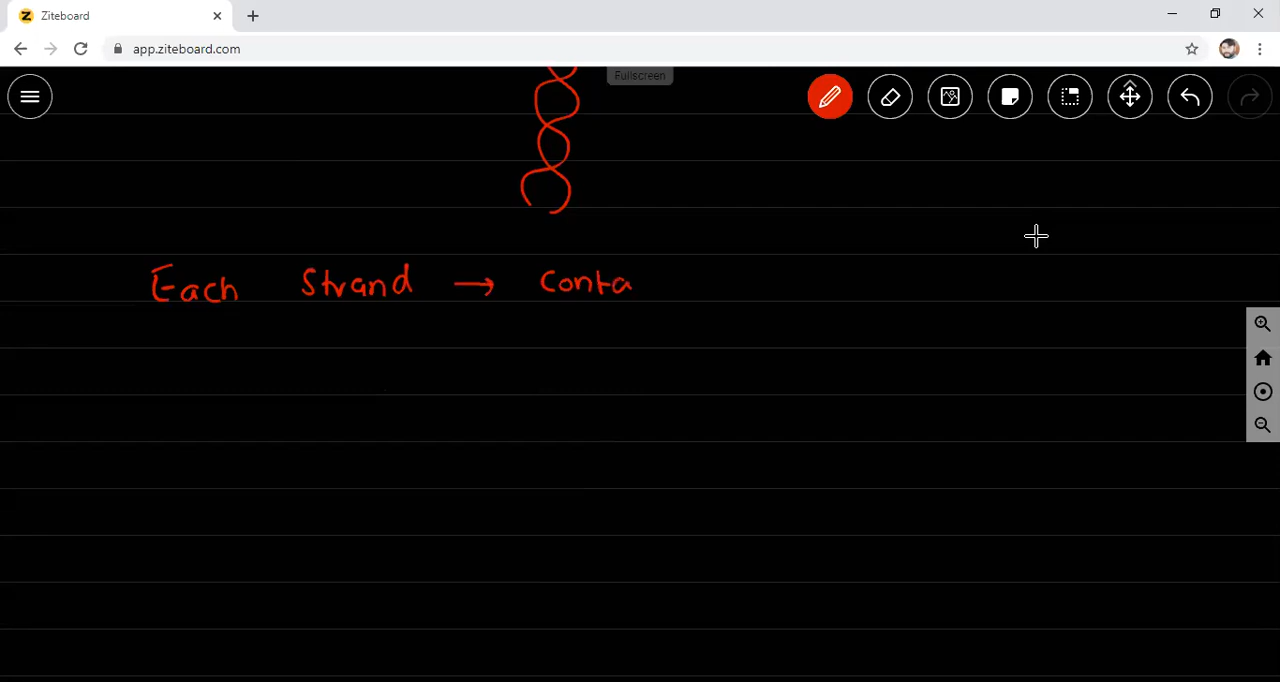 Ziteboard
app.ziteboard.com
Fullscreen
Each Strand → Conta